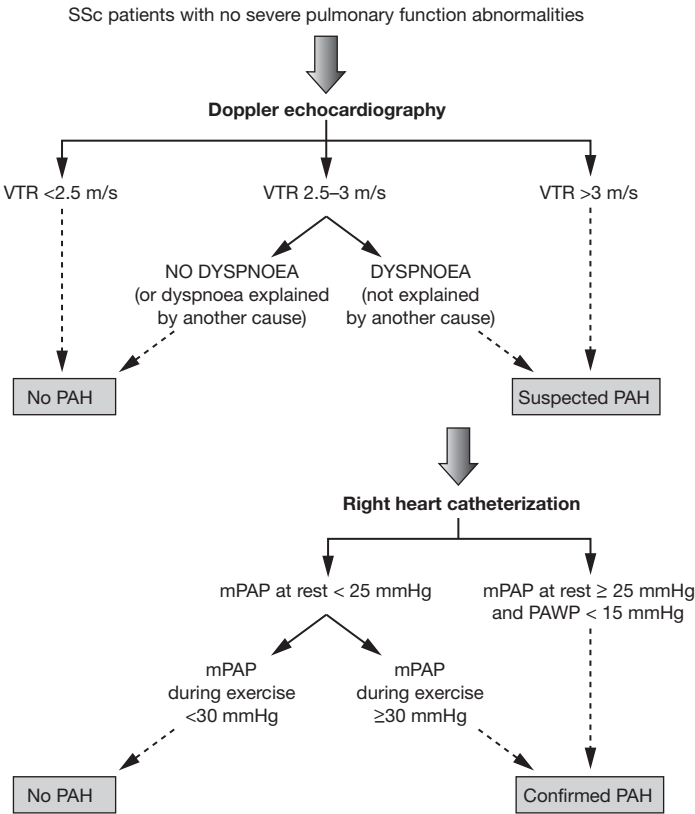 SSc patients with no severe pulmonary function abnormalities
Doppler echocardiography
VTR <2.5 m/s
VTR 2.5–3 m/s
VTR >3 m/s
NO DYSPNOEA
(or dyspnoea explained
by another cause)
DYSPNOEA
(not explained
by another cause)
No PAH
Suspected PAH
Right heart catheterization
mPAP at rest < 25 mmHg
mPAP at rest ≥ 25 mmHg
and PAWP < 15 mmHg
mPAP
during exercise
<30 mmHg
mPAP
during exercise
≥30 mmHg
No PAH
Confirmed PAH